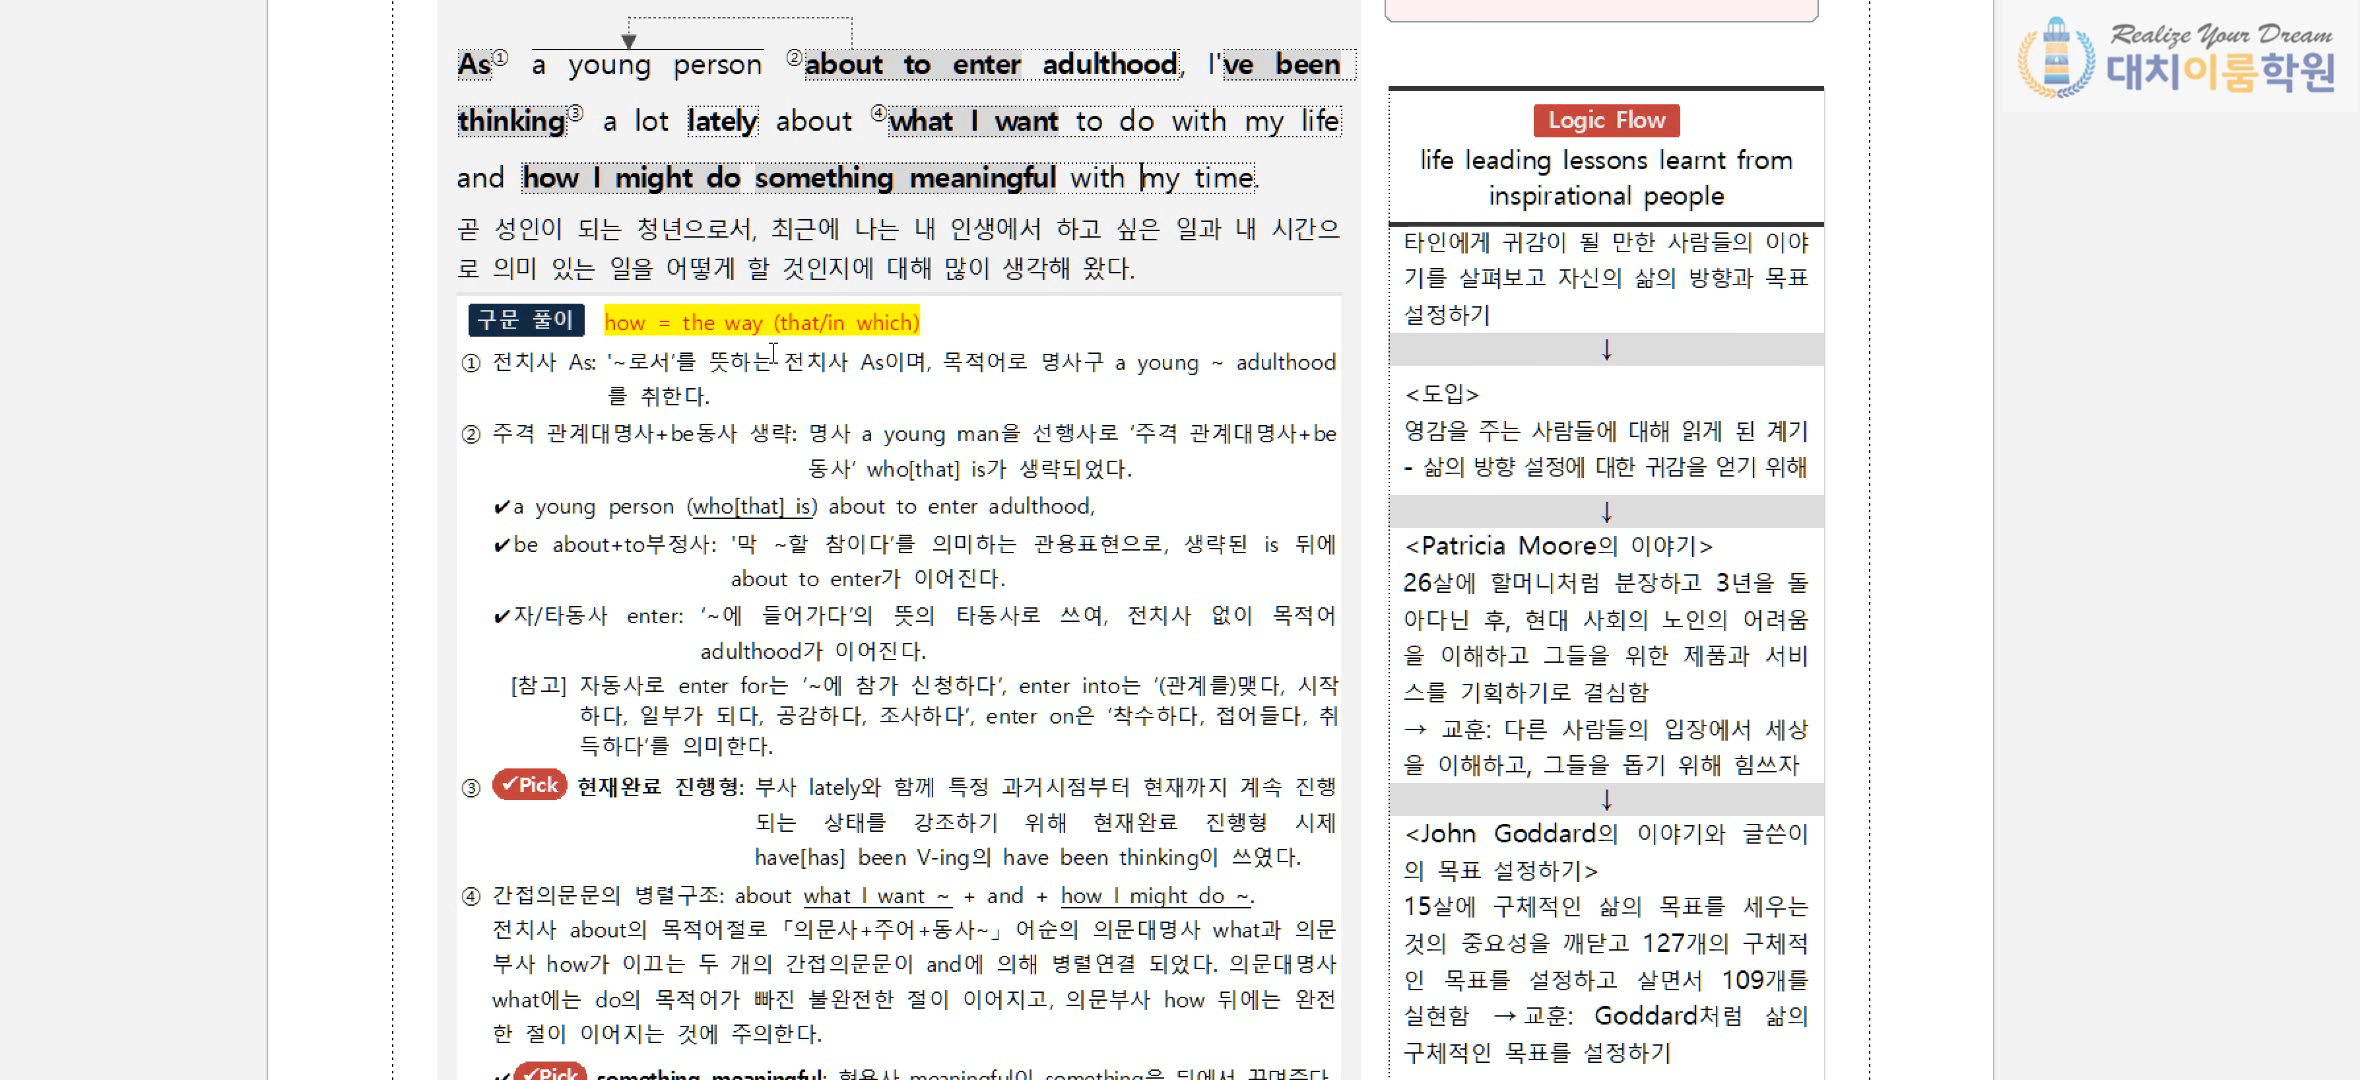 As① a young person ②about to enter adulthood, I've been
thinking③ a lot lately about ④what I want to do with my life
and how I might do something meaningful with my time.
곧 성인이 되는 청년으로서, 최근에 나는 내 인생에서 하고 싶은 일과 내 시간으
로 의미 있는 일을 어떻게 할 것인지에 대해 많이 생각해 왔다.
구문 풀이 how = the way (that/in which)
① 전치사 As: '~로서'를 뜻하는 전치사 As이며, 목적어로 명사구 a young ~ adulthood
를 취한다.
② 주격 관계대명사+be동사 생략: 명사 a young man을 선행사로 '주격 관계대명사+be
동사' who[that] is가 생략되었다.
✔a young person (who[that] is) about to enter adulthood,
✔be about+to부정사: '막 ~할 참이다'를 의미하는 관용표현으로, 생략된 is 뒤에
about to enter가 이어진다.
✔자/타동사 enter: '~에 들어가다'의 뜻의 타동사로 쓰여, 전치사 없이 목적어
adulthood가 이어진다.
[참고] 자동사로 enter for는 '~에 참가 신청하다', enter into는 '(관계를)맺다, 시작
하다, 일부가 되다, 공감하다, 조사하다', enter on은 '착수하다, 접어들다, 취
득하다'를 의미한다.
③ ✔Pick 현재완료 진행형: 부사 lately와 함께 특정 과거시점부터 현재까지 계속 진행
되는 상태를 강조하기 위해 현재완료 진행형 시제
have[has] been V-ing의 have been thinking이 쓰였다.
④ 간접의문문의 병렬구조: about what I want ~ + and + how I might do ~.
전치사 about의 목적어절로 「의문사+주어+동사~」 어순의 의문대명사 what과 의문
부사 how가 이끄는 두 개의 간접의문문이 and에 의해 병렬연결 되었다. 의문대명사
what에는 do의 목적어가 빠진 불완전한 절이 이어지고, 의문부사 how 뒤에는 완전
한 절이 이어지는 것에 주의한다.
✔ ✔Pick something meaningful: 형용사 meaningful이 something을 뒤에서 꾸며준다.
Logic Flow
life leading lessons learnt from
inspirational people
타인에게 귀감이 될 만한 사람들의 이야
기를 살펴보고 자신의 삶의 방향과 목표
설정하기
↓
<도입>
영감을 주는 사람들에 대해 읽게 된 계기
- 삶의 방향 설정에 대한 귀감을 얻기 위해
↓
<Patricia Moore의 이야기>
26살에 할머니처럼 분장하고 3년을 돌
아다닌 후, 현대 사회의 노인의 어려움
을 이해하고 그들을 위한 제품과 서비
스를 기획하기로 결심함
→ 교훈: 다른 사람들의 입장에서 세상
을 이해하고, 그들을 돕기 위해 힘쓰자
↓
<John Goddard의 이야기와 글쓴이
의 목표 설정하기>
15살에 구체적인 삶의 목표를 세우는
것의 중요성을 깨닫고 127개의 구체적
인 목표를 설정하고 살면서 109개를
실현함 → 교훈: Goddard처럼 삶의
구체적인 목표를 설정하기
Realize Your Dream
대치이룸학원